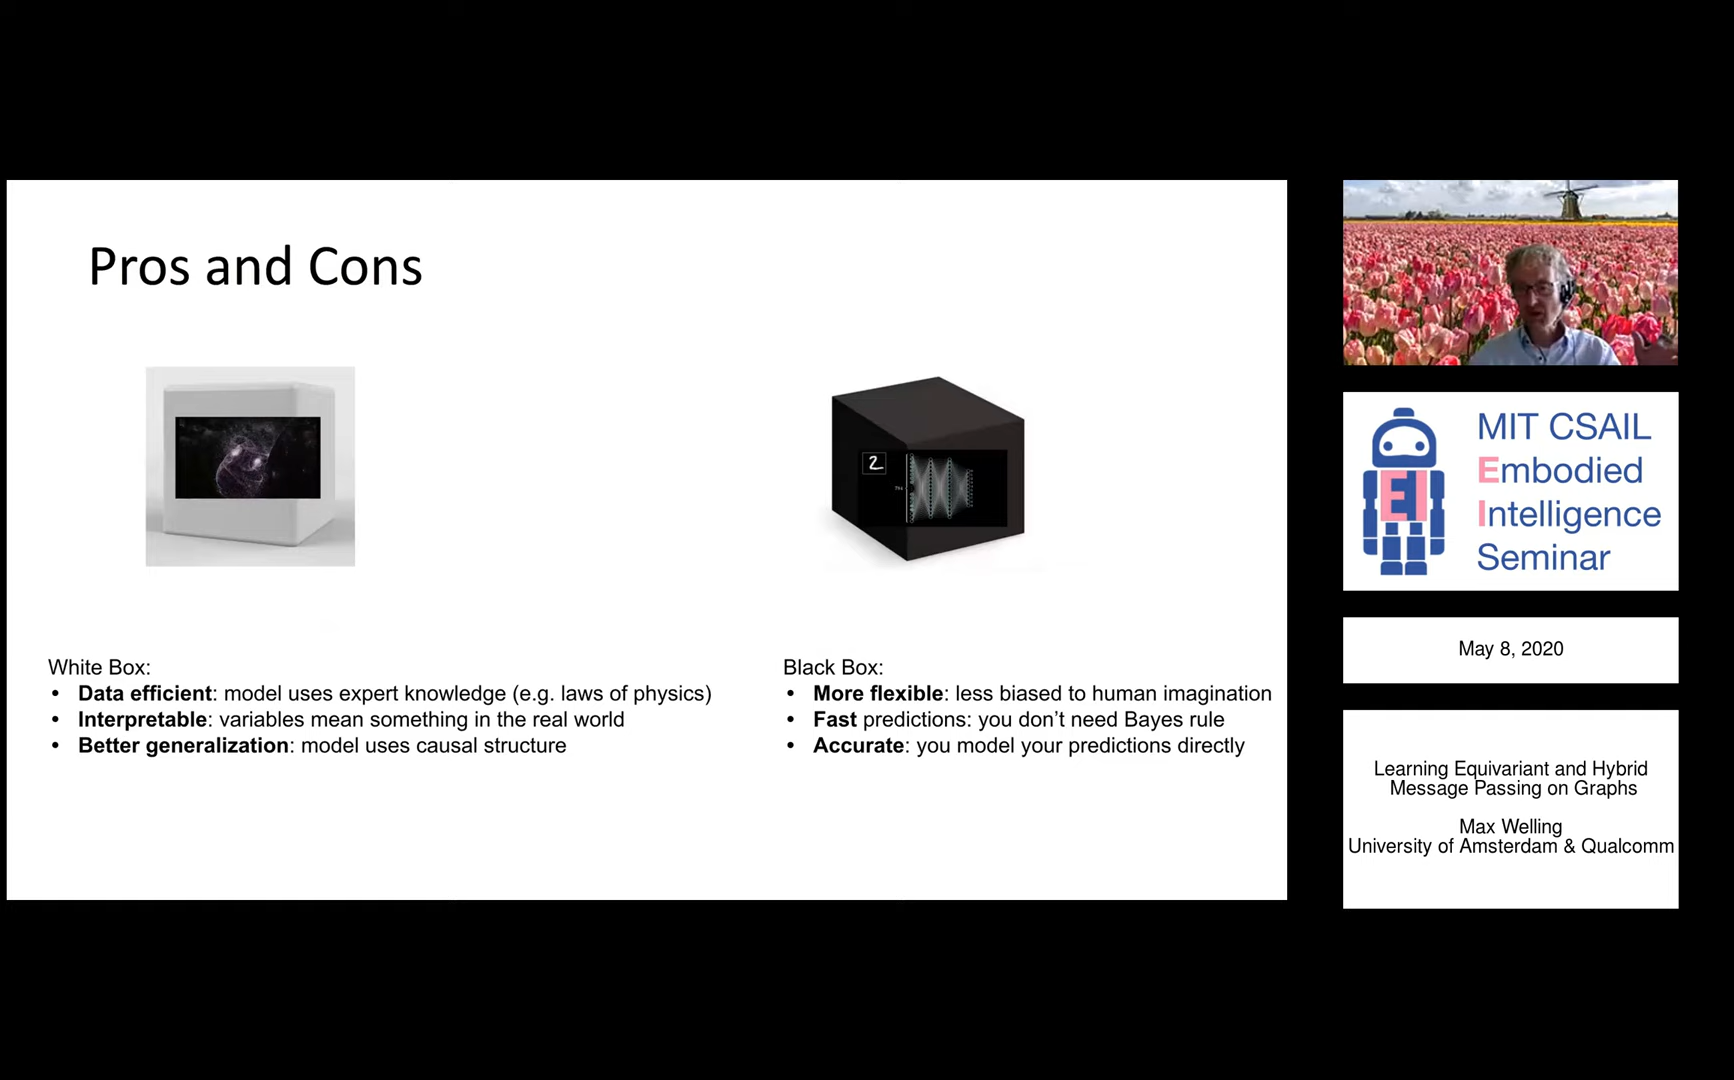 Pros and Cons
2
White Box:
• Data efficient: model uses expert knowledge (e.g. laws of physics)
• Interpretable: variables mean something in the real world
• Better generalization: model uses causal structure
Black Box:
• More flexible: less biased to human imagination
• Fast predictions: you don’t need Bayes rule
• Accurate: you model your predictions directly
EI
MIT CSAIL
Embodied
Intelligence
Seminar
May 8, 2020
Learning Equivariant and Hybrid
Message Passing on Graphs
Max Welling
University of Amsterdam & Qualcomm